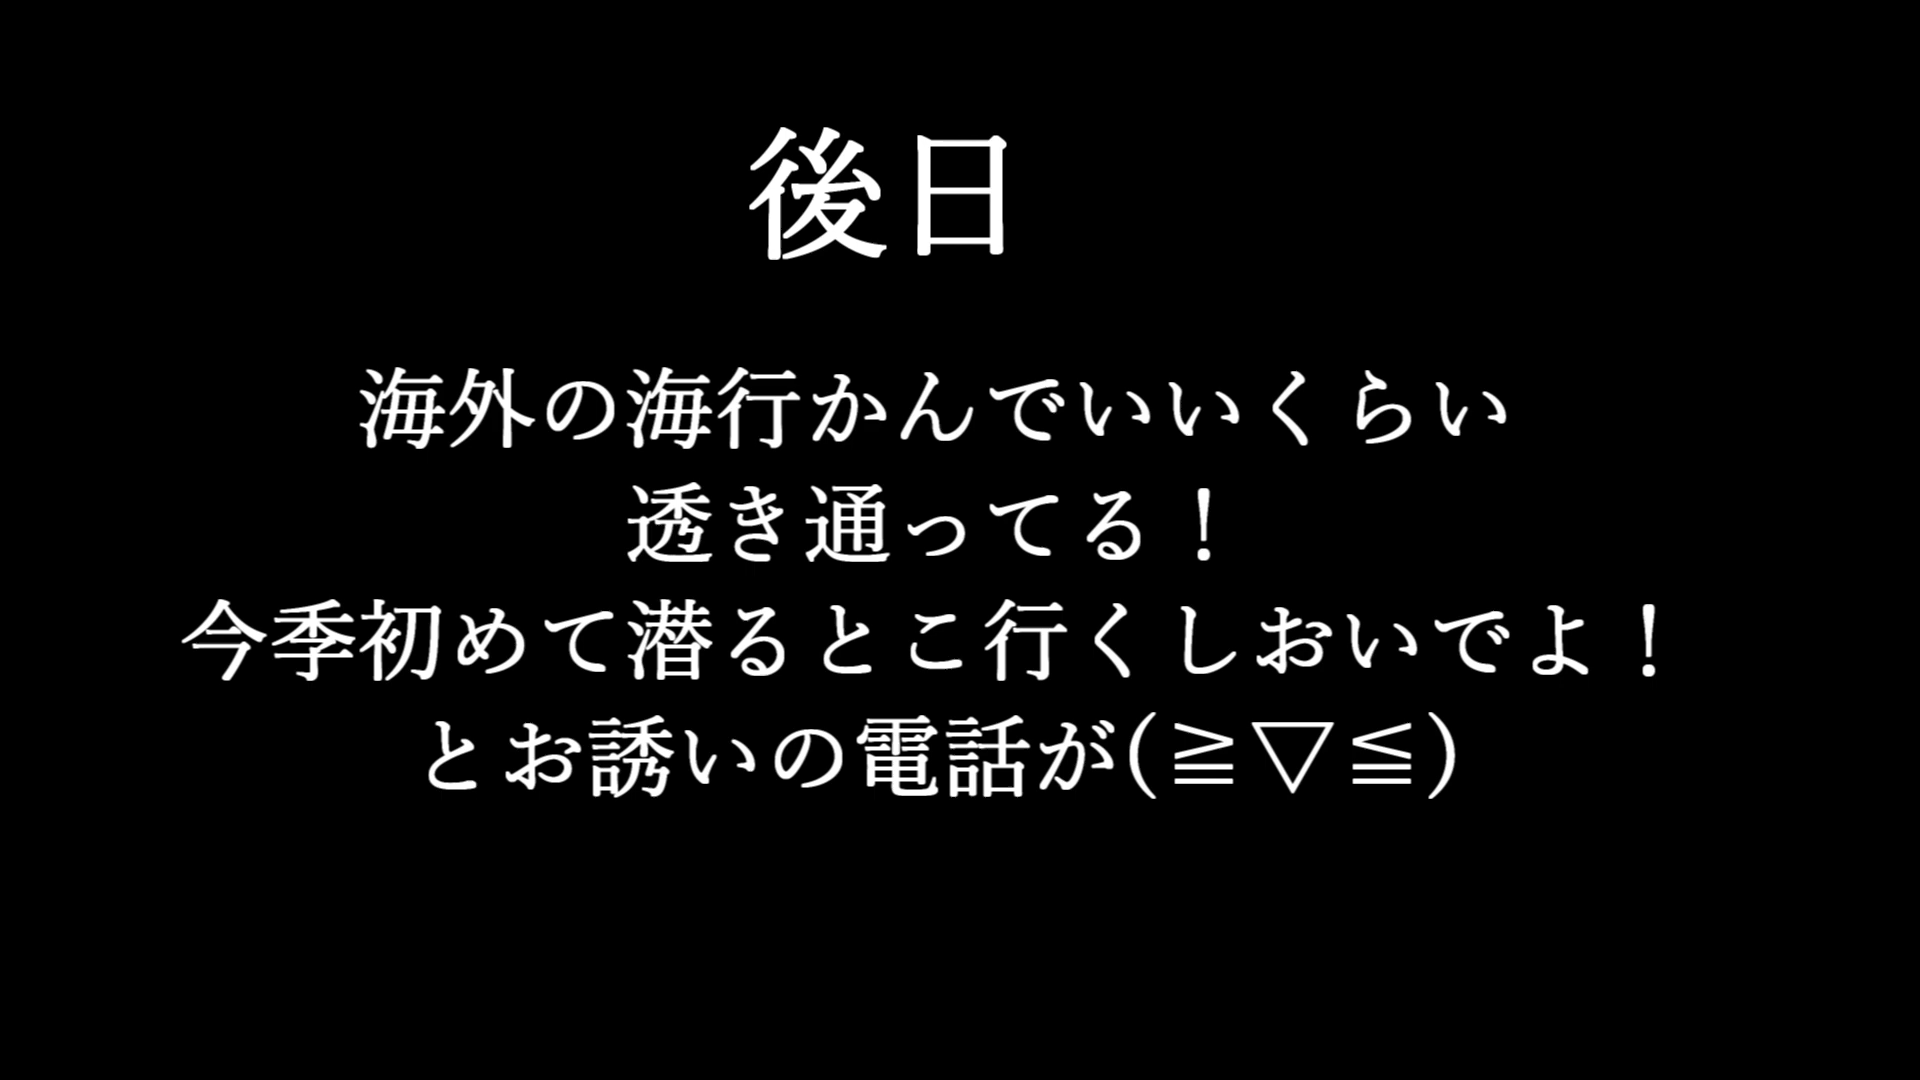 後日
海外の海行かんでいいくらい
透き通ってる！
今季初めて潜るとこ行くしおいでよ！
とお誘いの電話が(≧▽≦)